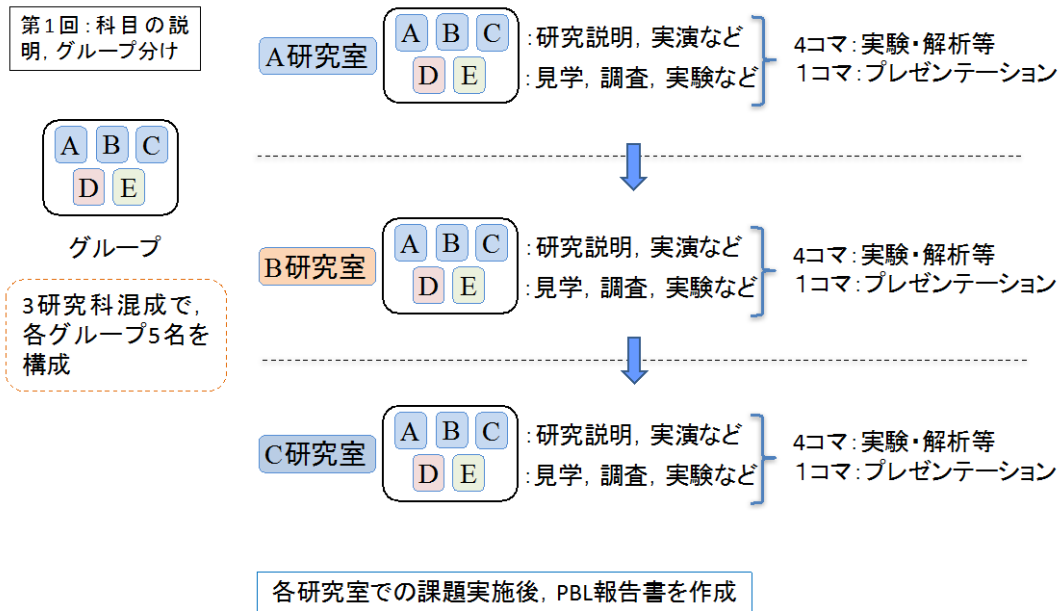 第1回：科目の説
明，グループ分け
A B C
D E
グループ
3研究科混成で，
各グループ5名を
構成
A研究室
A B C
D E
：研究説明，実演など
：見学，調査，実験など
4コマ：実験・解析等
1コマ：プレゼンテーション
B研究室
A B C
D E
：研究説明，実演など
：見学，調査，実験など
4コマ：実験・解析等
1コマ：プレゼンテーション
C研究室
A B C
D E
：研究説明，実演など
：見学，調査，実験など
4コマ：実験・解析等
1コマ：プレゼンテーション
各研究室での課題実施後，PBL報告書を作成